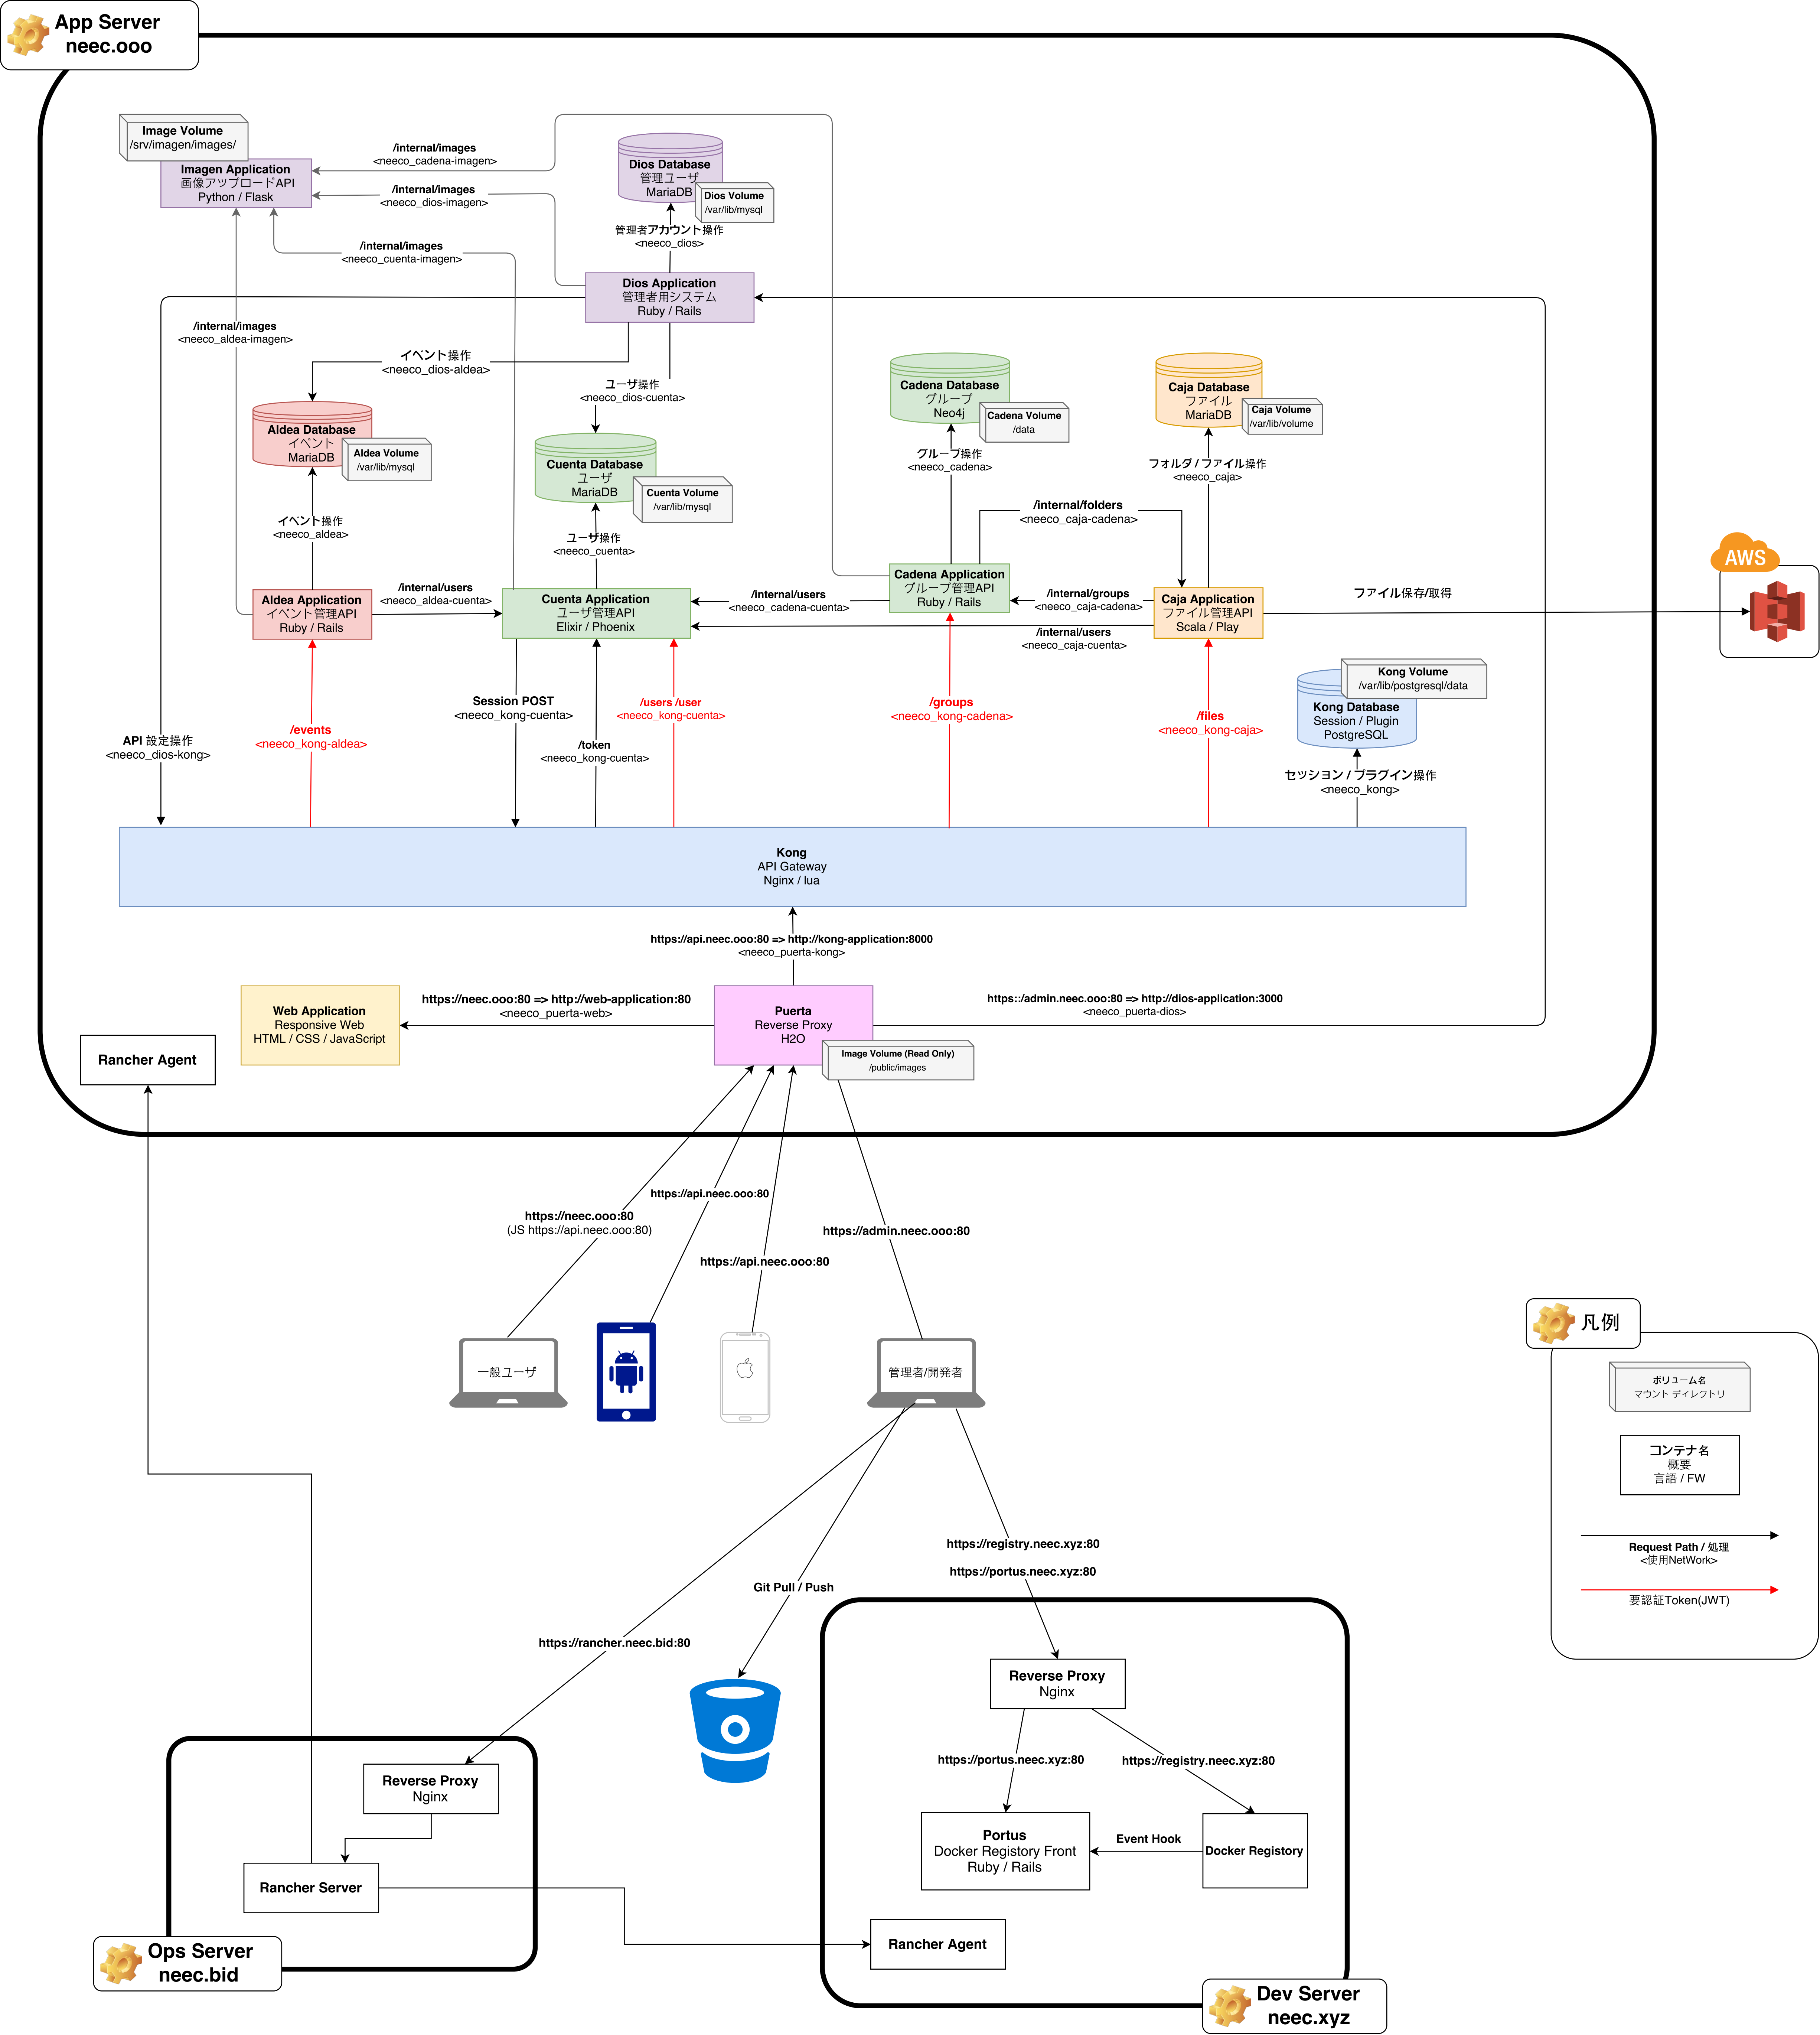 App Server
neec.ooo
Image Volume
/srv/imagen/images/
Imagen Application
画像アップロードAPI
Python / Flask
/internal/images
<neeco_cadena-imagen>
/internal/images
<neeco_dios-imagen>
/internal/images
<neeco_cuenta-imagen>
Dios Database
管理ユーザ
MariaDB
Dios Volume
/var/lib/mysql
管理者アカウント操作
<neeco_dios>
Dios Application
管理者用システム
Ruby / Rails
/internal/images
<neeco_aldea-imagen>
イベント操作
<neeco_dios-aldea>
ユーザ操作
<neeco_dios-cuenta>
Aldea Database
イベント
MariaDB
Aldea Volume
/var/lib/mysql
Cuenta Database
ユーザ
MariaDB
Cuenta Volume
/var/lib/mysql
Cadena Database
グループ
Neo4j
Cadena Volume
/data
Caja Database
ファイル
MariaDB
Caja Volume
/var/lib/volume
グループ操作
<neeco_cadena>
フォルダ / ファイル操作
<neeco_caja>
イベント操作
<neeco_aldea>
ユーザ操作
<neeco_cuenta>
/internal/folders
<neeco_caja-cadena>
Aldea Application
イベント管理API
Ruby / Rails
/internal/users
<neeco_aldea-cuenta>
Cuenta Application
ユーザ管理API
Elixir / Phoenix
/internal/users
<neeco_cadena-cuenta>
Cadena Application
グループ管理API
Ruby / Rails
/internal/groups
<neeco_caja-cadena>
/internal/users
<neeco_caja-cuenta>
Caja Application
ファイル管理API
Scala / Play
ファイル保存/取得
AWS
API 設定操作
<neeco_dios-kong>
/events
<neeco_kong-aldea>
Session POST
<neeco_kong-cuenta>
/token
<neeco_kong-cuenta>
/users /user
<neeco_kong-cuenta>
/groups
<neeco_kong-cadena>
/files
<neeco_kong-caja>
Kong Volume
/var/lib/postgresql/data
Kong Database
Session / Plugin
PostgreSQL
セッション / プラグイン操作
<neeco_kong>
Kong
API Gateway
Nginx / lua
https://api.neec.ooo:80 => http://kong-application:8000
<neeco_puerta-kong>
Web Application
Responsive Web
HTML / CSS / JavaScript
https://neec.ooo:80 => http://web-application:80
<neeco_puerta-web>
Puerta
Reverse Proxy
H2O
Image Volume (Read Only)
/public/images
https:://admin.neec.ooo:80 => http://dios-application:3000
<neeco_puerta-dios>
Rancher Agent
https://neec.ooo:80
(JS https://api.neec.ooo:80)
https://api.neec.ooo:80
https://api.neec.ooo:80
https://admin.neec.ooo:80
一般ユーザ
管理者/開発者
凡例
ボリューム名
マウント ディレクトリ
コンテナ名
概要
言語 / FW
Request Path / 処理
<使用NetWork>
要認証Token(JWT)
https://registry.neec.xyz:80
https://portus.neec.xyz:80
Git Pull / Push
https://rancher.neec.bid:80
Reverse Proxy
Nginx
Rancher Server
Ops Server
neec.bid
Reverse Proxy
Nginx
https://portus.neec.xyz:80
https://registry.neec.xyz:80
Portus
Docker Registory Front
Ruby / Rails
Event Hook
Docker Registory
Rancher Agent
Dev Server
neec.xyz